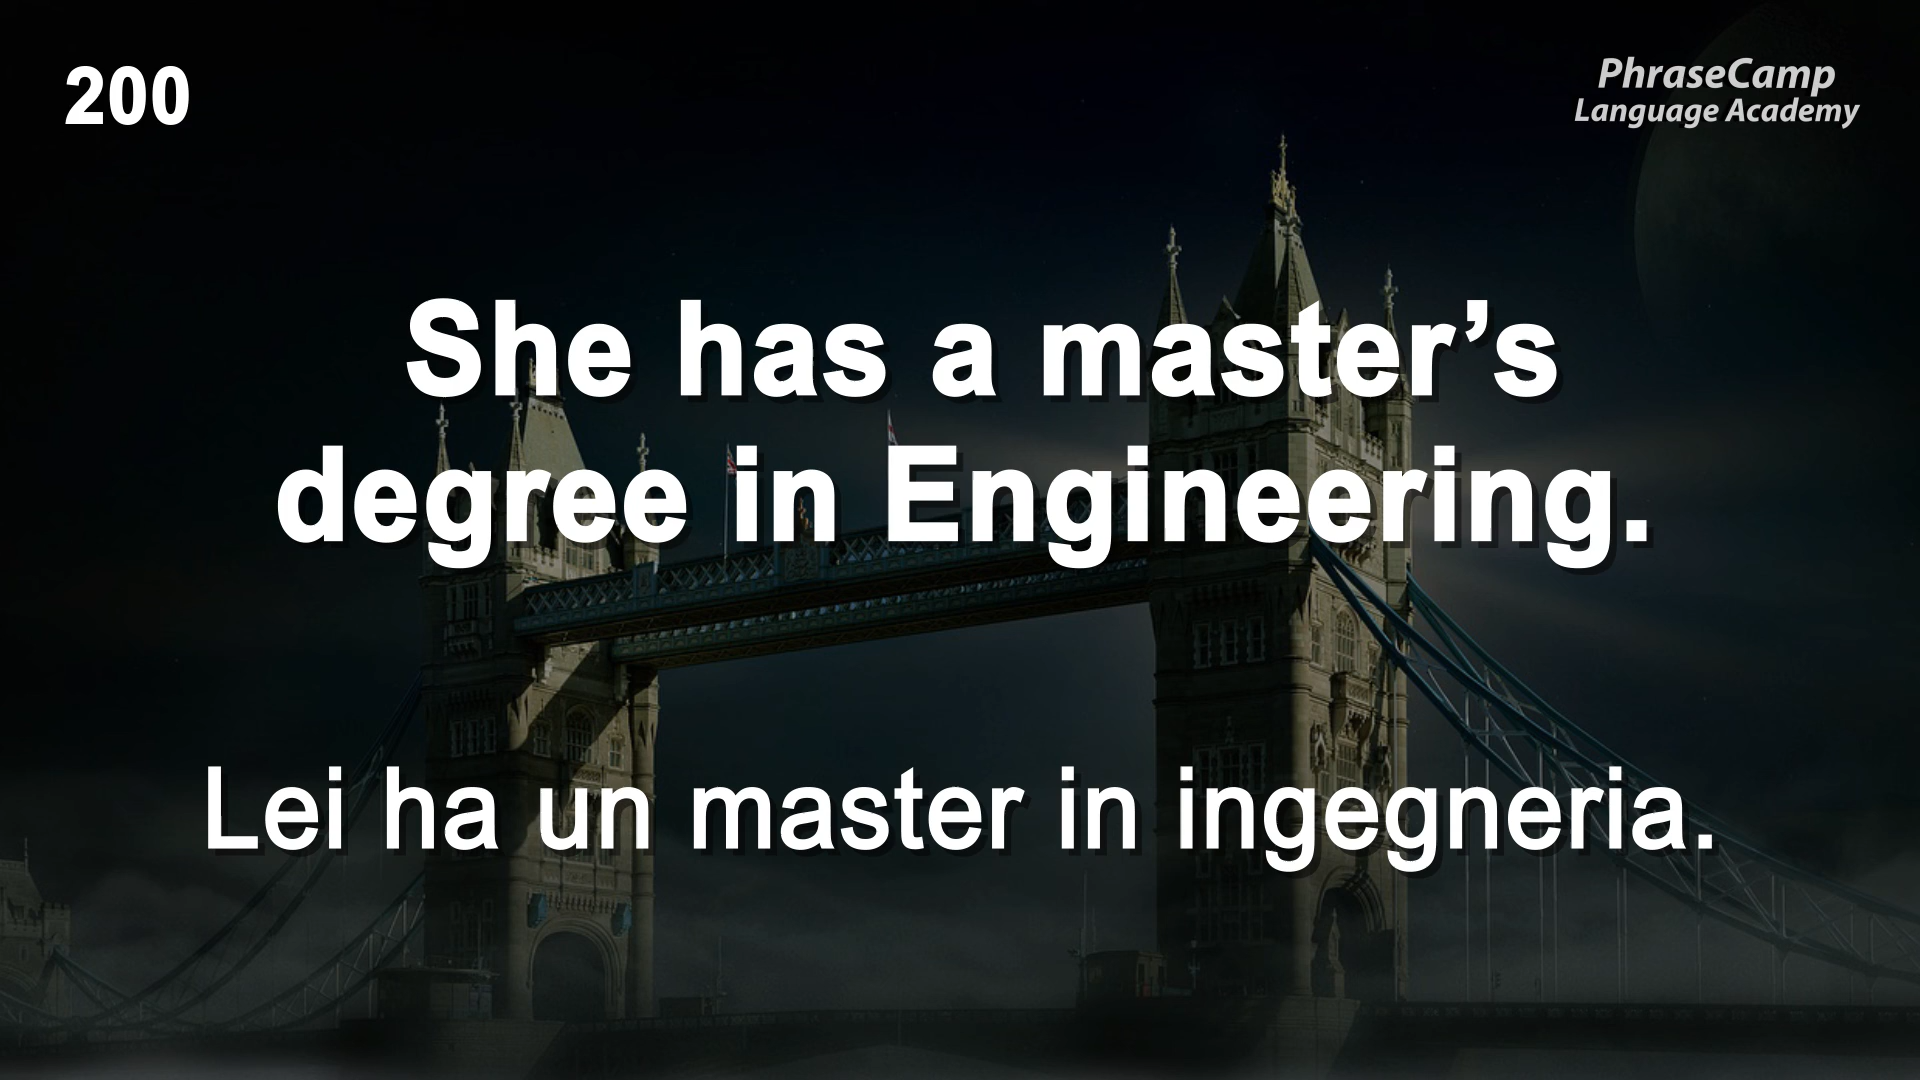 200
PhraseCamp
Language Academy
She has a master’s
degree in Engineering.
Lei ha un master in ingegneria.